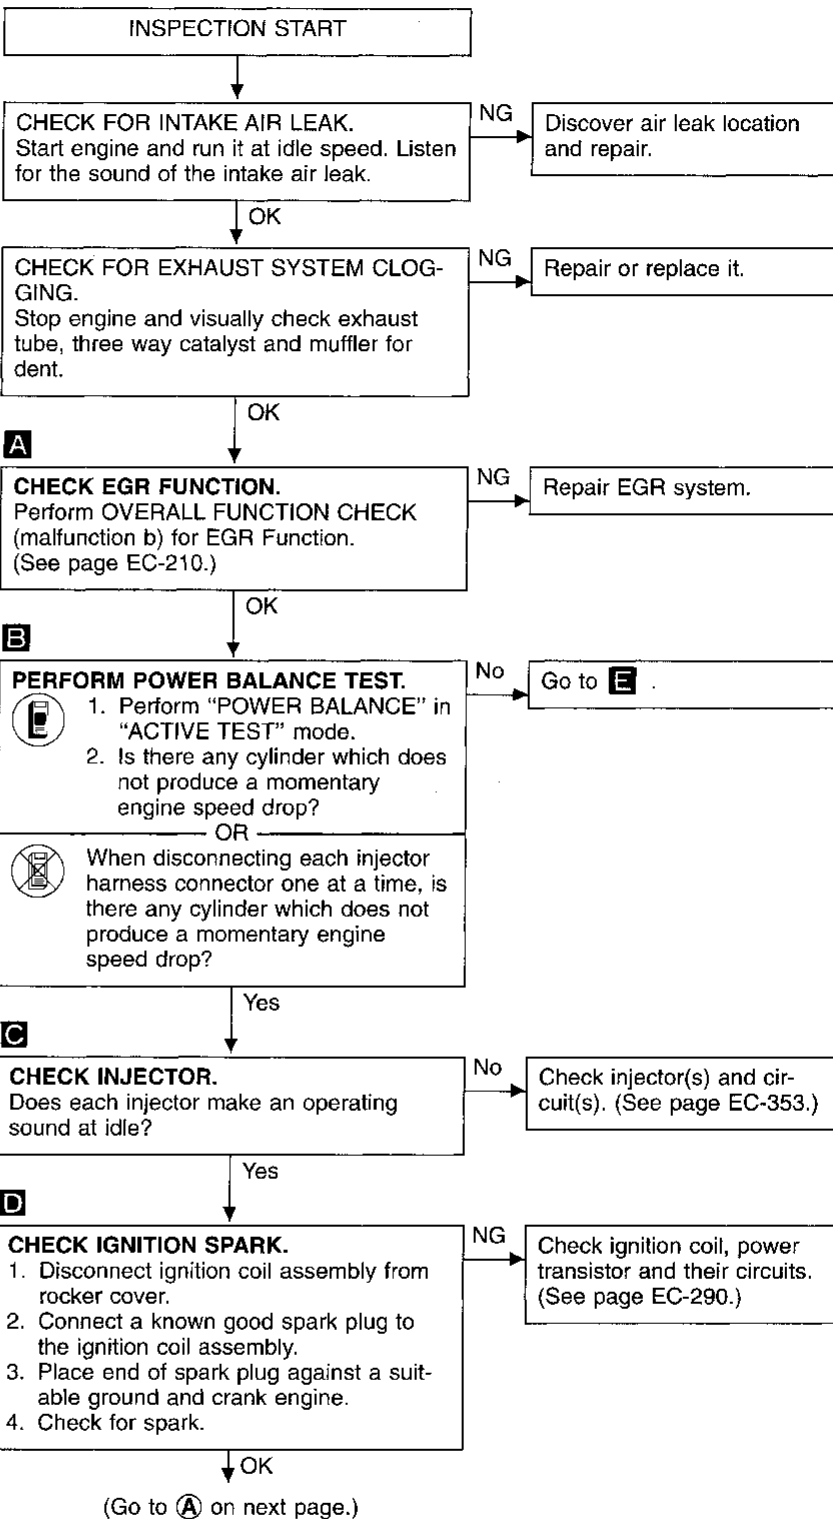 INSPECTION START
CHECK FOR INTAKE AIR LEAK.
Start engine and run it at idle speed. Listen
for the sound of the intake air leak.
NG
Discover air leak location
and repair.
OK
CHECK FOR EXHAUST SYSTEM CLOG-
GING.
Stop engine and visually check exhaust
tube, three way catalyst and muffler for
dent.
NG
Repair or replace it.
OK
A
CHECK EGR FUNCTION.
Perform OVERALL FUNCTION CHECK
(malfunction b) for EGR Function.
(See page EC-210.)
NG
Repair EGR system.
OK
B
PERFORM POWER BALANCE TEST.
1. Perform “POWER BALANCE” in
“ACTIVE TEST” mode.
2. Is there any cylinder which does
not produce a momentary
engine speed drop?
OR
When disconnecting each injector
harness connector one at a time, is
there any cylinder which does not
produce a momentary engine
speed drop?
No
Go to E .
Yes
C
CHECK INJECTOR.
Does each injector make an operating
sound at idle?
No
Check injector(s) and cir-
cuit(s). (See page EC-353.)
Yes
D
CHECK IGNITION SPARK.
1. Disconnect ignition coil assembly from
rocker cover.
2. Connect a known good spark plug to
the ignition coil assembly.
3. Place end of spark plug against a suit-
able ground and crank engine.
4. Check for spark.
NG
Check ignition coil, power
transistor and their circuits.
(See page EC-290.)
OK
(Go to Ⓐ on next page.)